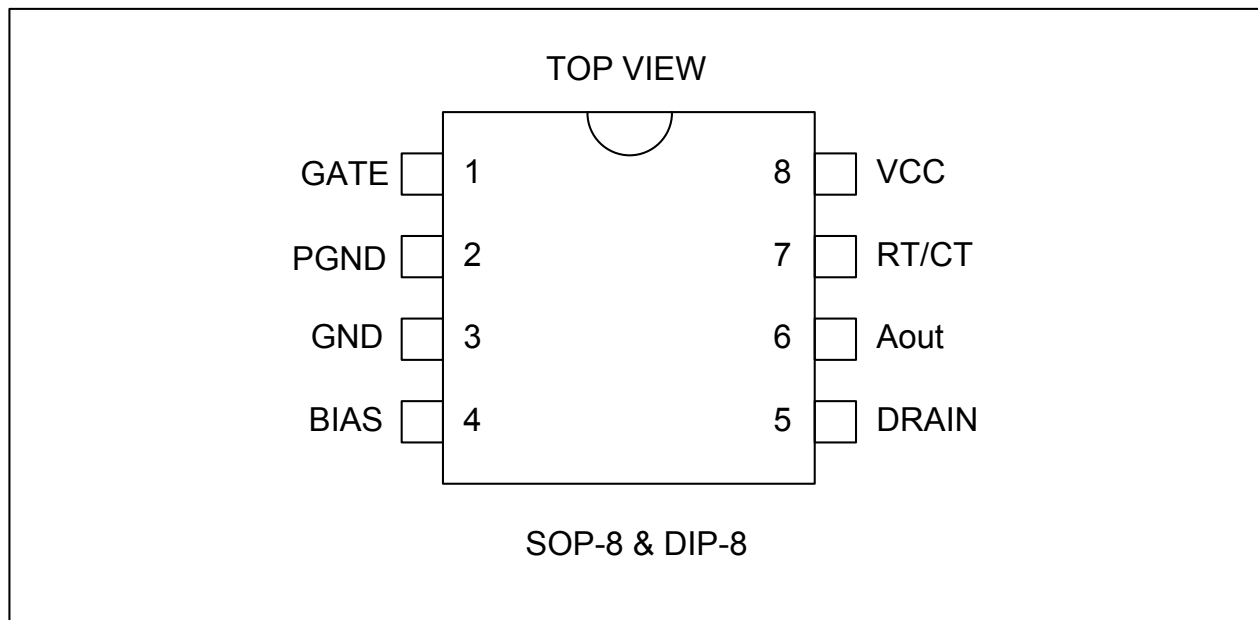 TOP VIEW
GATE 1 8 VCC
PGND 2 7 RT/CT
GND 3 6 Aout
BIAS 4 5 DRAIN
SOP-8 & DIP-8